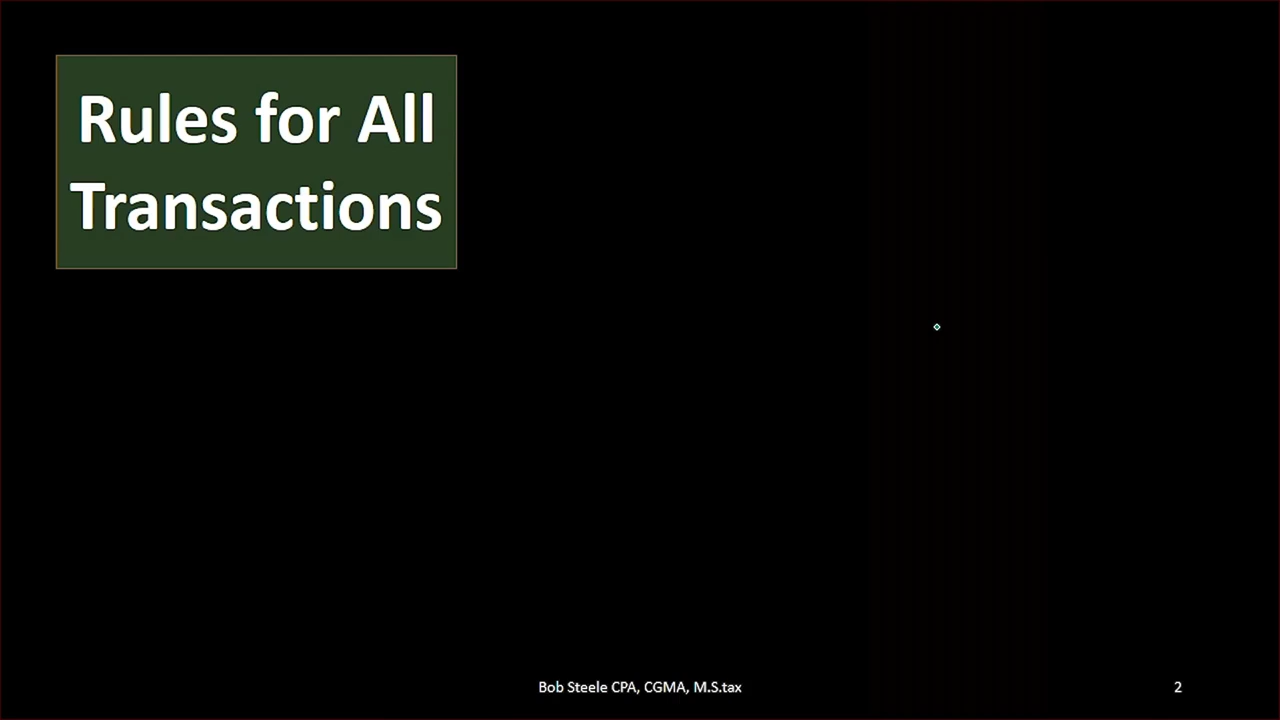 Rules for All
Transactions
Bob Steele CPA, CGMA, M.S.tax
2